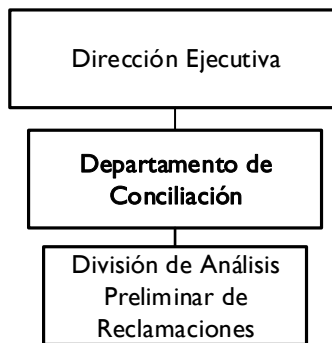 Dirección Ejecutiva
Departamento de
Conciliación
División de Análisis
Preliminar de
Reclamaciones